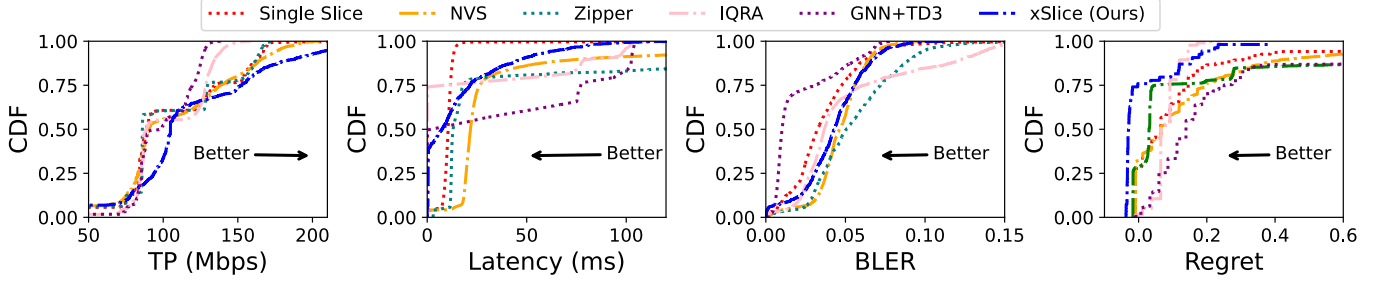 Single Slice NVS Zipper IQRA GNN+TD3 xSlice (Ours)
1.00
0.75
0.50
0.25
0.00
CDF
Better
50 100 150 200
TP (Mbps)
1.00
0.75
0.50
0.25
0.00
CDF
Better
0 50 100
Latency (ms)
1.00
0.75
0.50
0.25
0.00
CDF
Better
0.00 0.05 0.10 0.15
BLER
1.00
0.75
0.50
0.25
0.00
CDF
Better
0.0 0.2 0.4 0.6
Regret